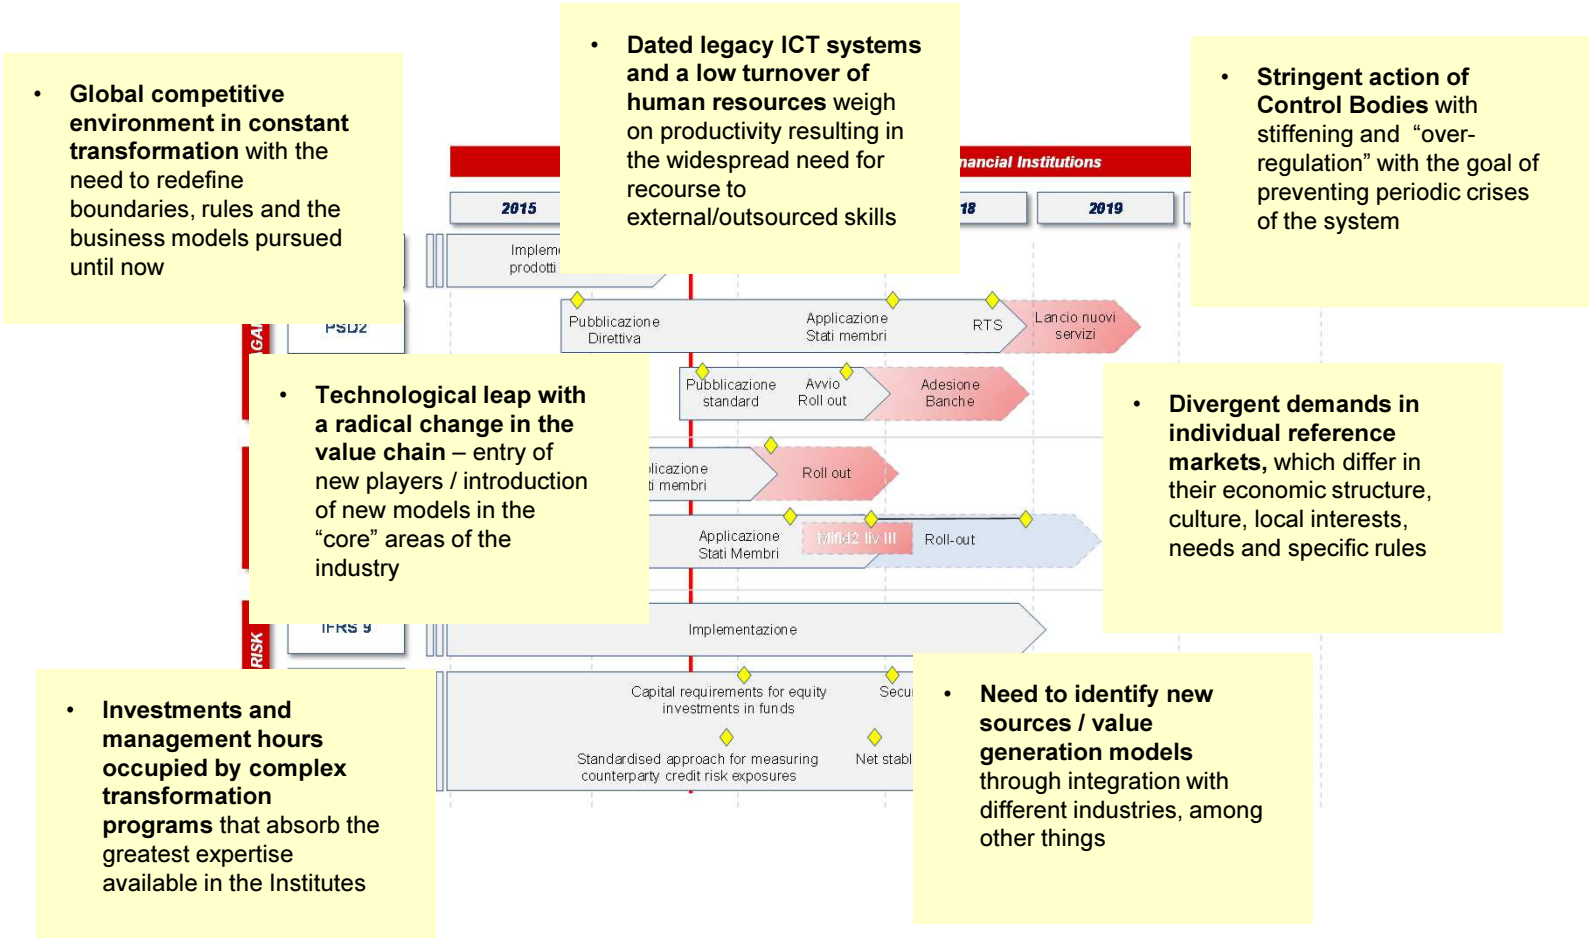 • Global competitive
environment in constant
transformation with the
need to redefine
boundaries, rules and the
business models pursued
until now
• Dated legacy ICT systems
and a low turnover of
human resources weigh
on productivity resulting in
the widespread need for
recourse to
external/outsourced skills
• Stringent action of
Control Bodies with
stiffening and “over-
regulation” with the goal of
preventing periodic crises
of the system
Institutions
2015
18
2019
prodotti
PSD2
Pubblicazione
Direttiva
Applicazione
Stati membri
RTS
Lancio nuovi
servizi
• Technological leap with
a radical change in the
value chain – entry of
new players / introduction
of new models in the
“core” areas of the
industry
Pubblicazione
standard
Avvio
Roll out
Adesione
Banche
membri
Roll out
Applicazione
Stati Membri
Mifid2 liv III
Roll-out
• Divergent demands in
individual reference
markets, which differ in
their economic structure,
culture, local interests,
needs and specific rules
RISK
IFRS 9
Implementazione
• Investments and
management hours
occupied by complex
transformation
programs that absorb the
greatest expertise
available in the Institutes
Capital requirements for equity
investments in funds
Standardised approach for measuring
counterparty credit risk exposures
Net stabl
• Need to identify new
sources / value
generation models
through integration with
different industries, among
other things